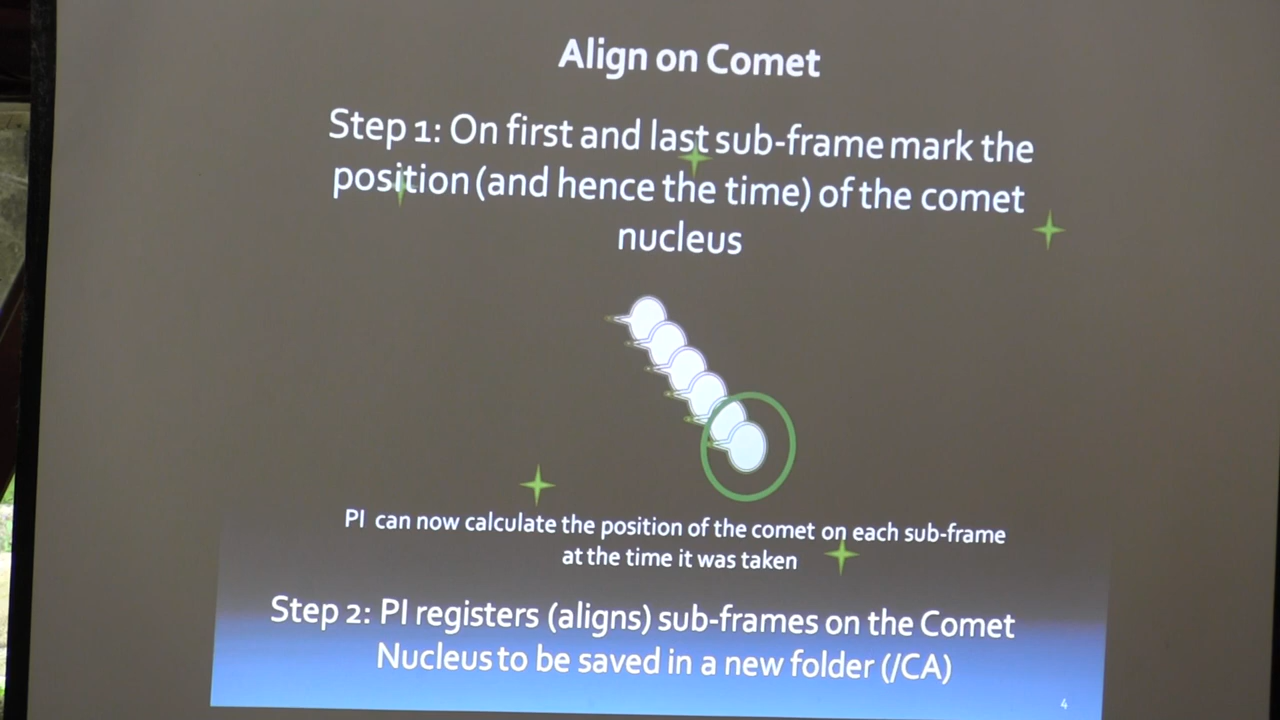 Align on Comet
Step 1: On first and last sub-frame mark the
position (and hence the time) of the comet
nucleus
PI can now calculate the position of the comet on each sub-frame
at the time it was taken
Step 2: PI registers (aligns) sub-frames on the Comet
Nucleus to be saved in a new folder (/CA)
4